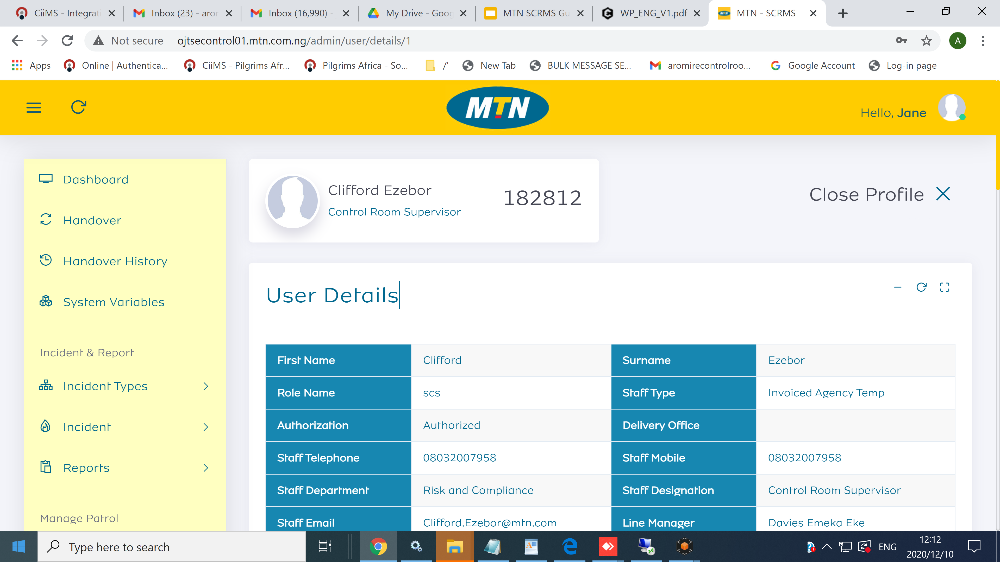 CiiMS - Integrati
Inbox (23) - aror
Inbox (16,990) -
My Drive - Goog
MTN SCRMS Gu
WP_ENG_V1.pdf
MTN - SCRMS
Not secure
ojtsecontrol01.mtn.com.ng/admin/user/details/1
A
Apps
Online | Authentica...
CiiMS - Pilgrims Afr...
Pilgrims Africa - So...
/'
New Tab
BULK MESSAGE SE...
aromirecontrolroo...
Google Account
Log-in page
MTN
Hello, Jane
Dashboard
Handover
Handover History
System Variables
Incident & Report
Incident Types
Incident
Reports
Manage Patrol
Clifford Ezebor
Control Room Supervisor
182812
Close Profile
User Details
First Name Clifford Surname Ezebor
Role Name scs Staff Type Invoiced Agency Temp
Authorization Authorized Delivery Office
Staff Telephone 08032007958 Staff Mobile 08032007958
Staff Department Risk and Compliance Staff Designation Control Room Supervisor
Staff Email Clifford.Ezebor@mtn.com Line Manager Davies Emeka Eke
Type here to search
ENG
12:12
2020/12/10